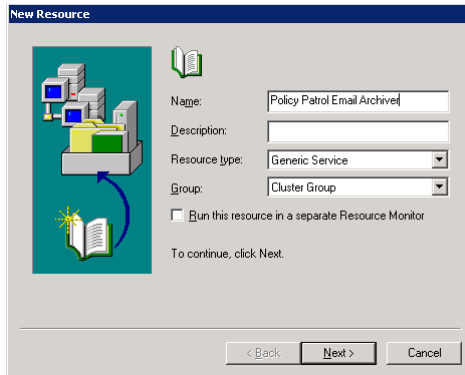 New Resource
Name: Policy Patrol Email Archiver
Description:
Resource type: Generic Service
Group: Cluster Group
Run this resource in a separate Resource Monitor
To continue, click Next.
< Back Next > Cancel